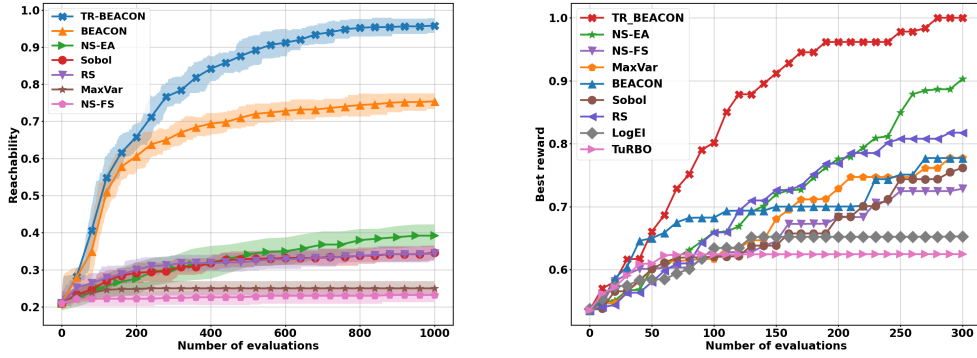 TR-BEACON
BEACON
NS-EA
Sobol
RS
MaxVar
NS-FS
1.0
0.9
0.8
0.7
0.6
0.5
0.4
0.3
0.2
Reachability
0
200
400
600
800
1000
Number of evaluations
TR_BEACON
NS-EA
NS-FS
MaxVar
BEACON
Sobol
RS
LogEI
TuRBO
1.0
0.9
0.8
0.7
0.6
Best reward
0
50
100
150
200
250
300
Number of evaluations